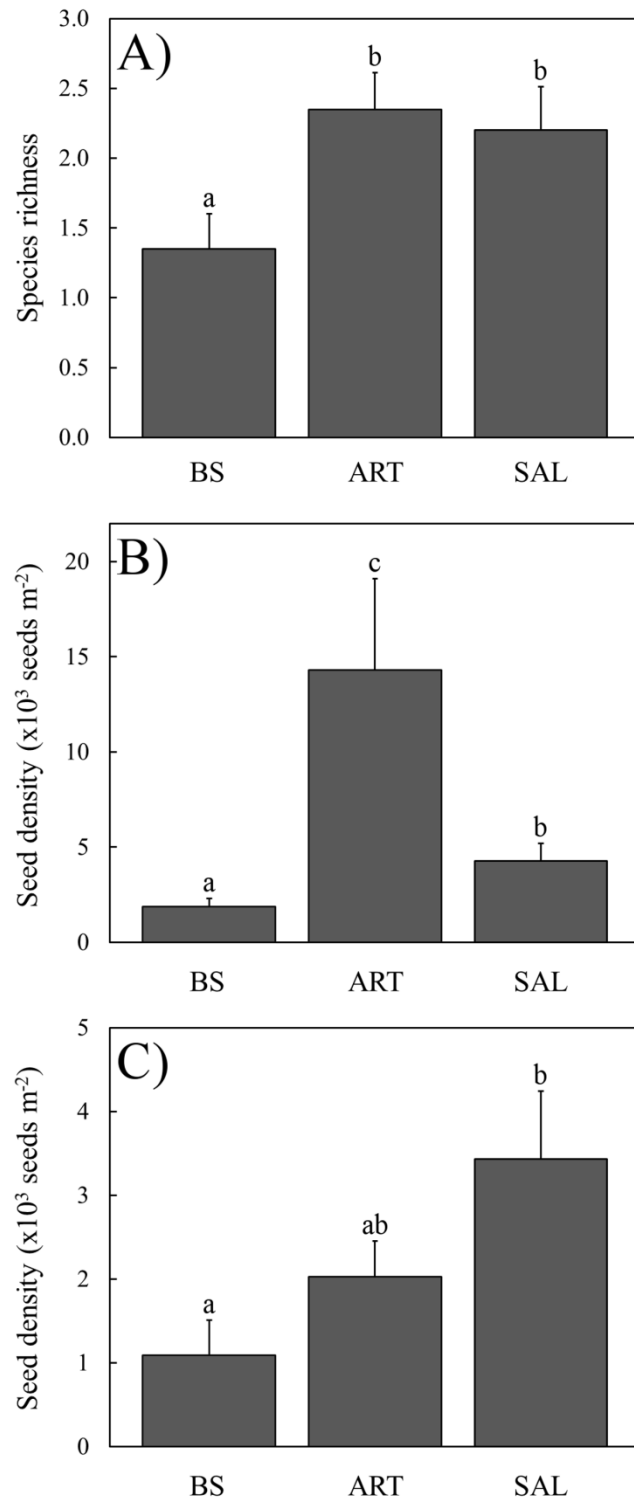 A)
Species richness
3.0
2.5
2.0
1.5
1.0
0.5
0.0
a
b
b
BS ART SAL
B)
Seed density (x10³ seeds m⁻²)
20
15
10
5
0
a
c
b
BS ART SAL
C)
Seed density (x10³ seeds m⁻²)
5
4
3
2
1
0
a
ab
b
BS ART SAL